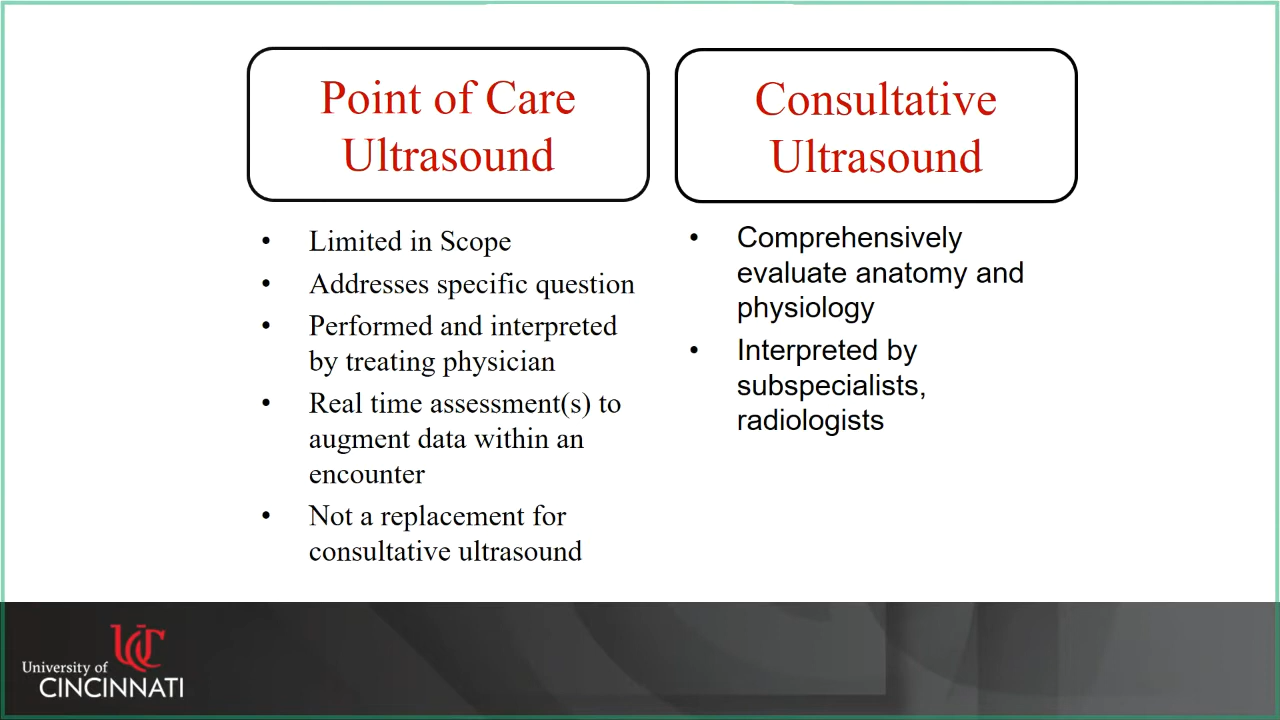 Point of Care
Ultrasound
• Limited in Scope
• Addresses specific question
• Performed and interpreted
by treating physician
• Real time assessment(s) to
augment data within an
encounter
• Not a replacement for
consultative ultrasound
Consultative
Ultrasound
• Comprehensively
evaluate anatomy and
physiology
• Interpreted by
subspecialists,
radiologists
UC
University of
CINCINNATI